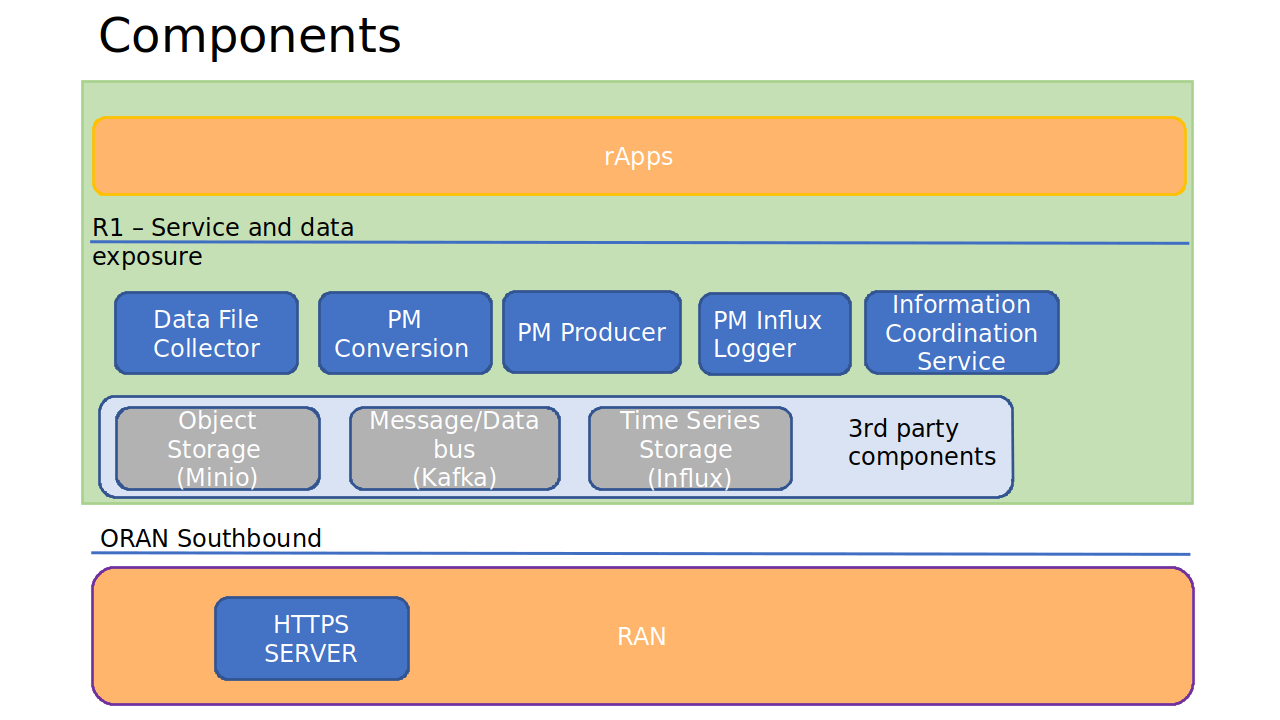 Components
rApps
R1 – Service and data
exposure
Data File
Collector
PM
Conversion
PM Producer
PM Influx
Logger
Information
Coordination
Service
Object
Storage
(Minio)
Message/Data
bus
(Kafka)
Time Series
Storage
(Influx)
3rd party
components
ORAN Southbound
HTTPS
SERVER
RAN